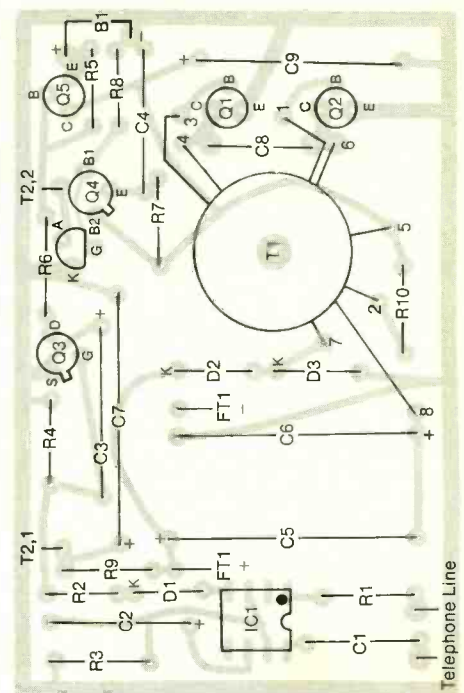 B1
+
−
B
Q5
E
C
R5
R8
C4
+
C9
B
C
Q1
E
3
4
1
B
C
Q2
E
6
C8
T2,2
B1
Q4
E
B2
A
G
K
R6
R7
T1
5
2
R10
7
8
D
Q3
G
S
+
C3
C7
+
K
D2
K
D3
FT1
−
C6
+
R4
T2,1
+
C5
R9
FT1
+
R2
K
D1
C2
+
R3
IC1
R1
C1
Telephone Line